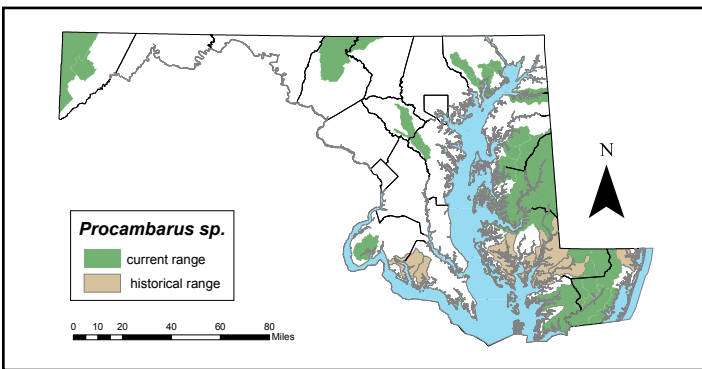 N
Procambarus sp.
current range
historical range
0 10 20 40 60 80
Miles